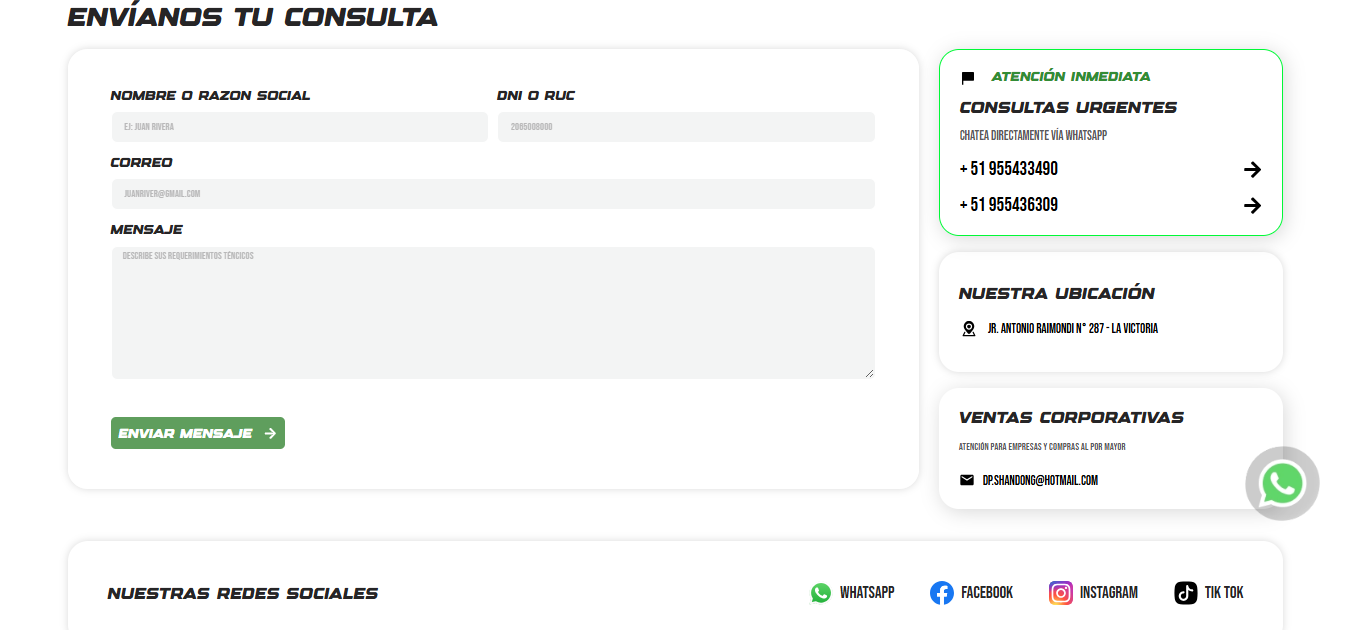 ENVÍANOS TU CONSULTA
NOMBRE O RAZON SOCIAL
DNI O RUC
EJ: JUAN RIVERA
2985000000
CORREO
JUANRIVER@GMAIL.COM
MENSAJE
DESCRIBE SUS REQUERIMIENTOS TÉNCICOS
ENVIAR MENSAJE
ATENCIÓN INMEDIATA
CONSULTAS URGENTES
CHATEA DIRECTAMENTE VÍA WHATSAPP
+ 51 955433490
+ 51 955436309
NUESTRA UBICACIÓN
JR. ANTONIO RAIMONDI N° 287 - LA VICTORIA
VENTAS CORPORATIVAS
ATENCIÓN PARA EMPRESAS Y COMPRAS AL POR MAYOR
DP.SHANDONG@HOTMAIL.COM
NUESTRAS REDES SOCIALES
WHATSAPP
FACEBOOK
INSTAGRAM
TIK TOK